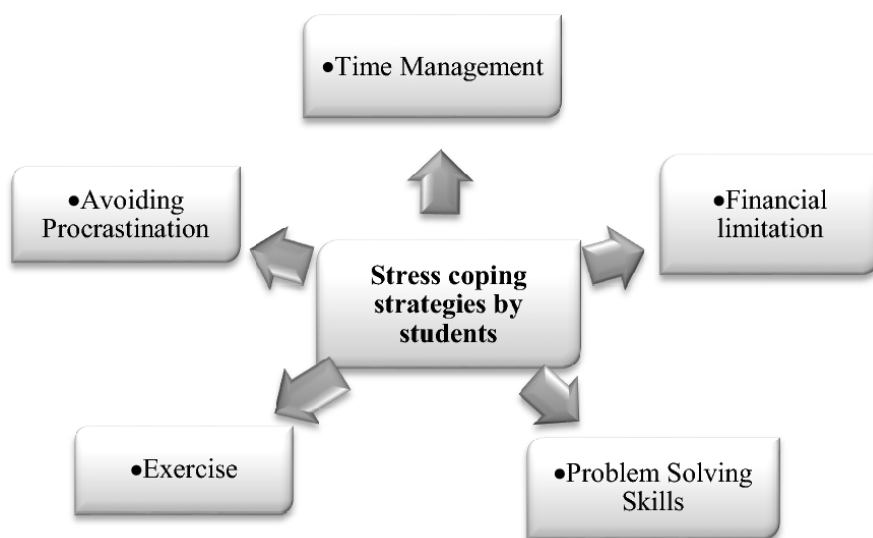 •Time Management
•Avoiding
Procrastination
•Financial
limitation
Stress coping
strategies by
students
•Exercise
•Problem Solving
Skills